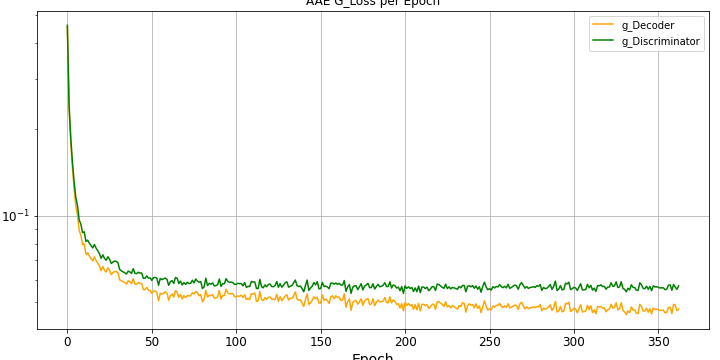 AAE G_Loss per Epoch
g_Decoder
g_Discriminator
10⁻¹
0 50 100 150 200 250 300 350
Epoch